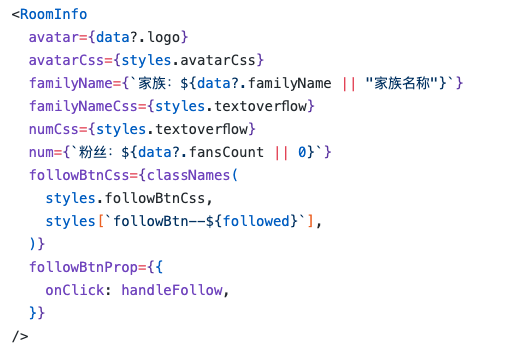 <RoomInfo
  avatar={data?.logo}
  avatarCss={styles.avatarCss}
  familyName={`家族：${data?.familyName || "家族名称"}`}
  familyNameCss={styles.textoverflow}
  numCss={styles.textoverflow}
  num={`粉丝：${data?.fansCount || 0}`}
  followBtnCss={classNames(
    styles.followBtnCss,
    styles[`followBtn--${followed}`],
  )}
  followBtnProp={{
    onClick: handleFollow,
  }}
/>